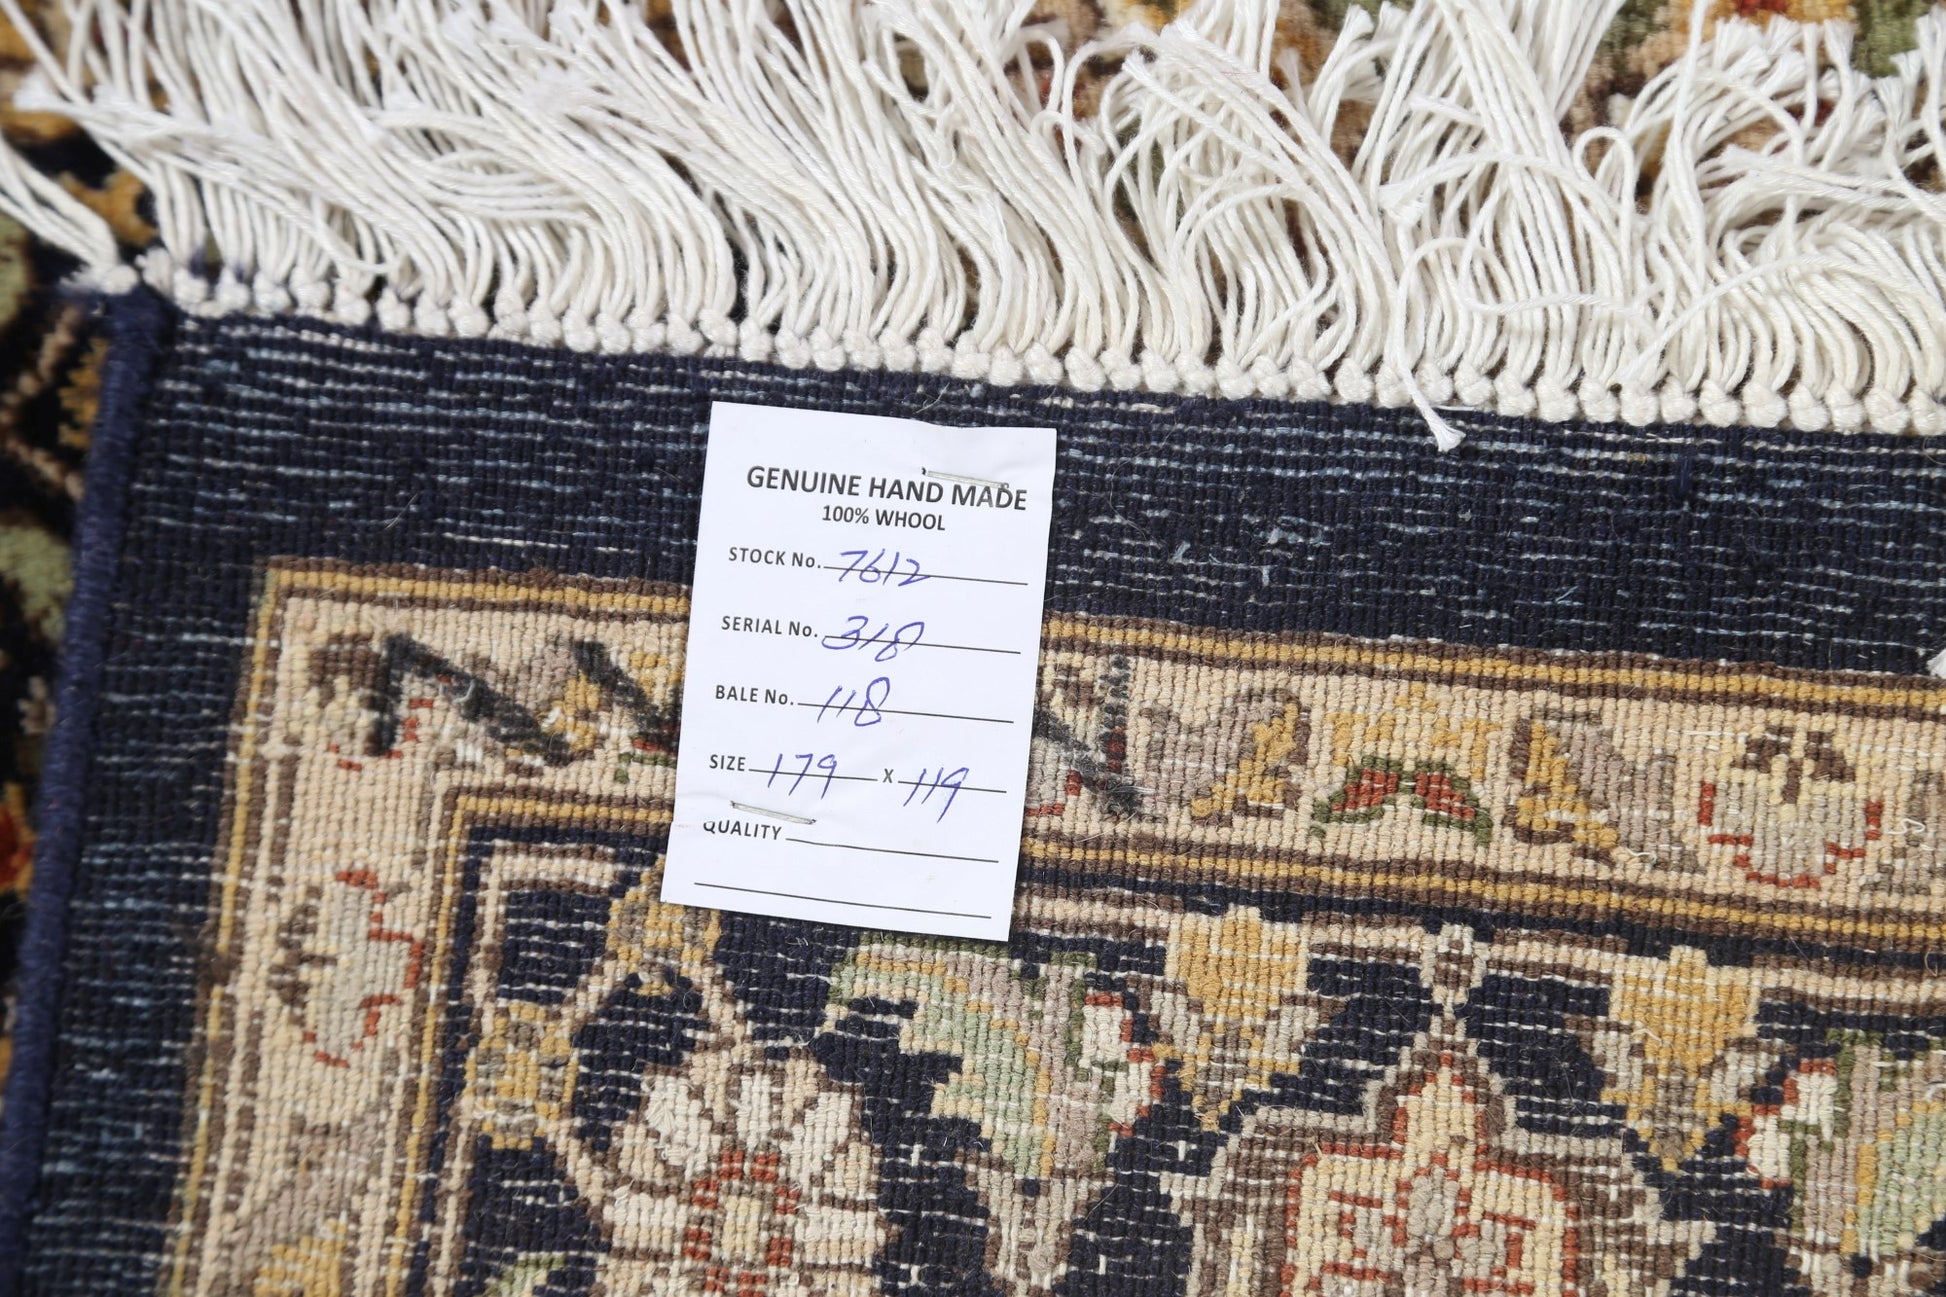 GENUINE HAND MADE
100% WHOOL
STOCK No. 7612
SERIAL No. 318
BALE No. 118
SIZE 179 x 119
QUALITY